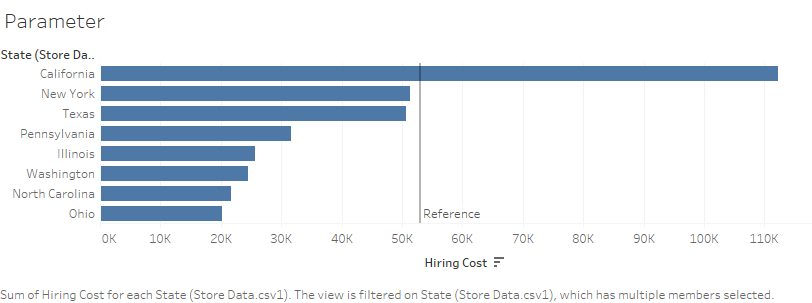 Parameter
State (Store Da..
California
New York
Texas
Pennsylvania
Illinois
Washington
North Carolina
Ohio
Reference
0K 10K 20K 30K 40K 50K 60K 70K 80K 90K 100K 110K
Hiring Cost
Sum of Hiring Cost for each State (Store Data.csv1). The view is filtered on State (Store Data.csv1), which has multiple members selected.